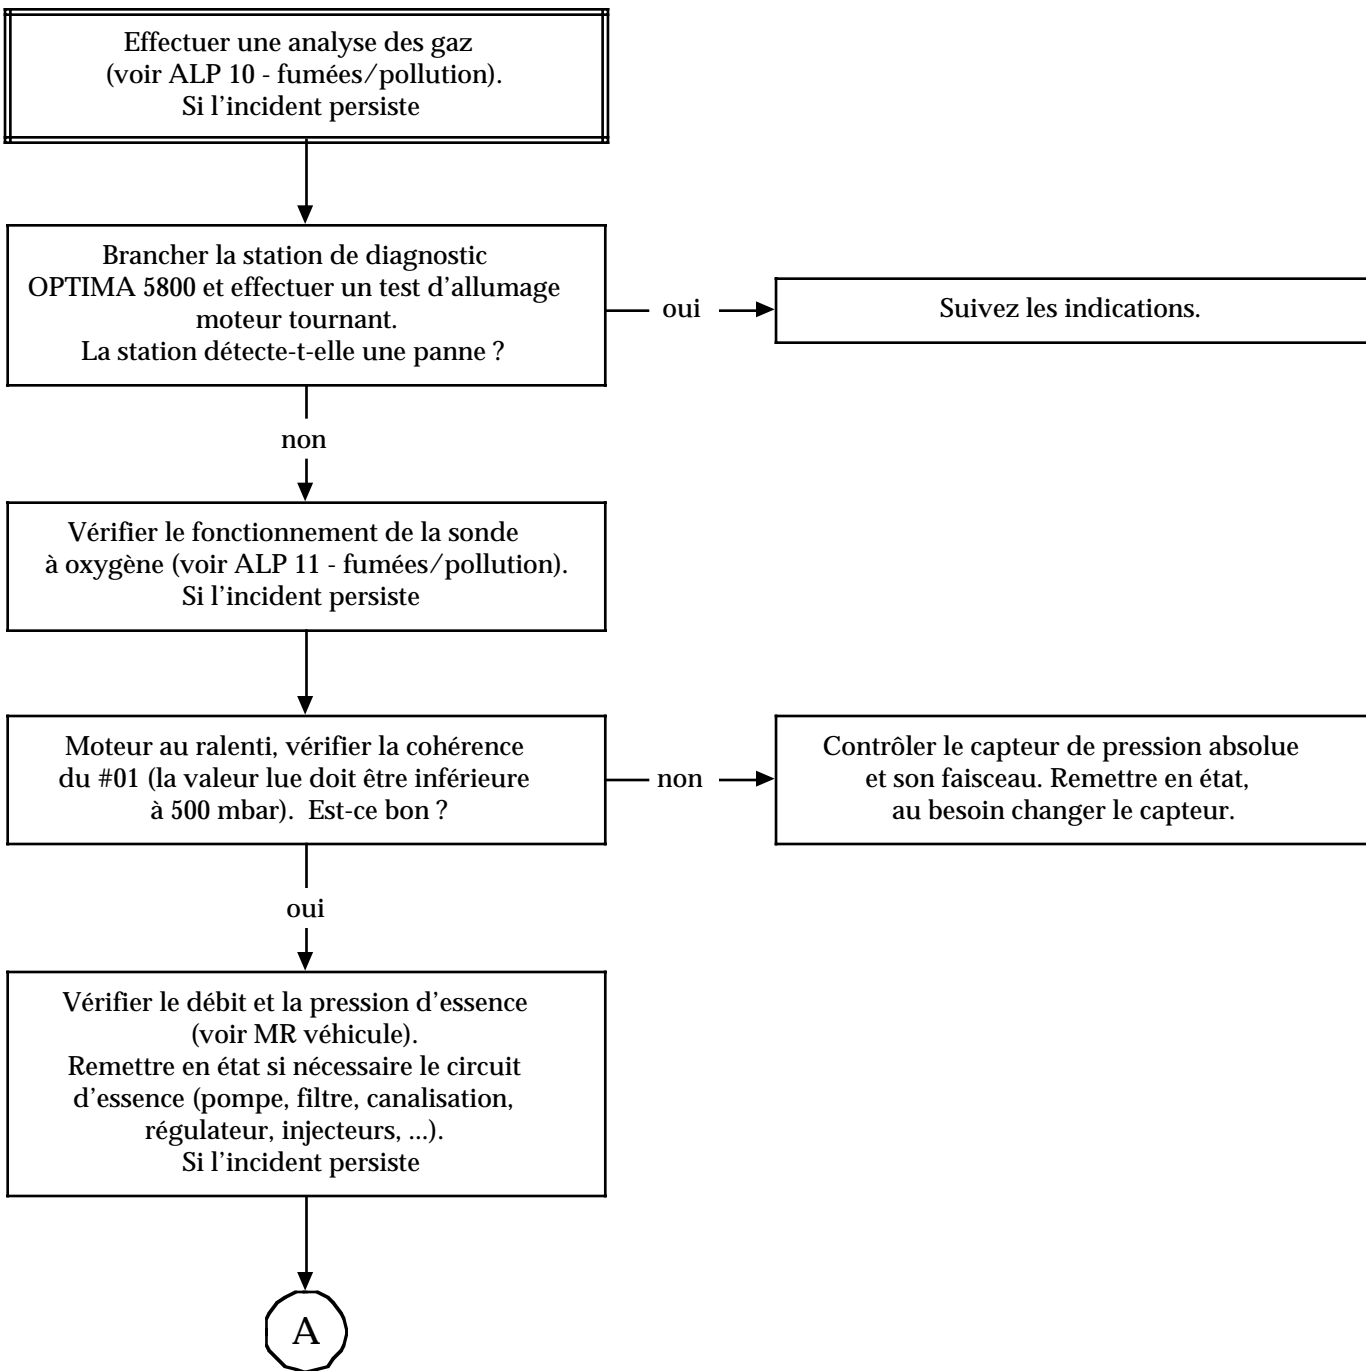 Effectuer une analyse des gaz
(voir ALP 10 - fumées/pollution).
Si l'incident persiste
Brancher la station de diagnostic
OPTIMA 5800 et effectuer un test d'allumage
moteur tournant.
La station détecte-t-elle une panne ?
oui
Suivez les indications.
non
Vérifier le fonctionnement de la sonde
à oxygène (voir ALP 11 - fumées/pollution).
Si l'incident persiste
Moteur au ralenti, vérifier la cohérence
du #01 (la valeur lue doit être inférieure
à 500 mbar). Est-ce bon ?
non
Contrôler le capteur de pression absolue
et son faisceau. Remettre en état,
au besoin changer le capteur.
oui
Vérifier le débit et la pression d'essence
(voir MR véhicule).
Remettre en état si nécessaire le circuit
d'essence (pompe, filtre, canalisation,
régulateur, injecteurs, ...).
Si l'incident persiste
A